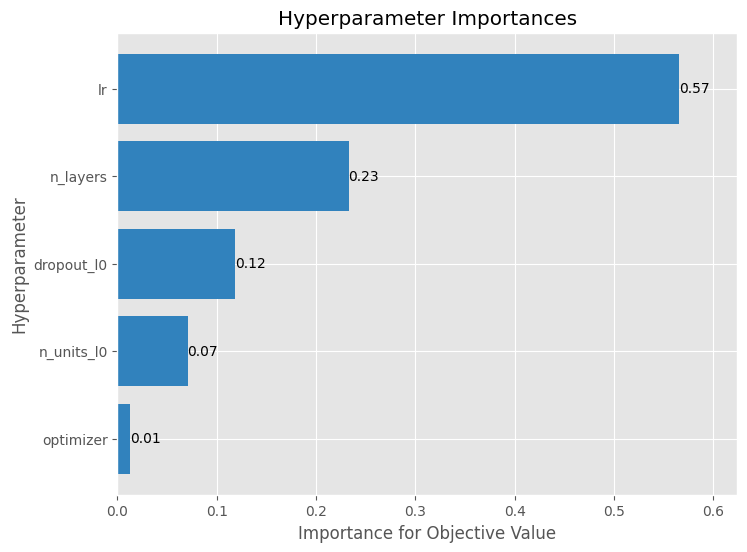 Hyperparameter Importances
Hyperparameter
lr
0.57
n_layers
0.23
dropout_l0
0.12
n_units_l0
0.07
optimizer
0.01
0.0 0.1 0.2 0.3 0.4 0.5 0.6
Importance for Objective Value